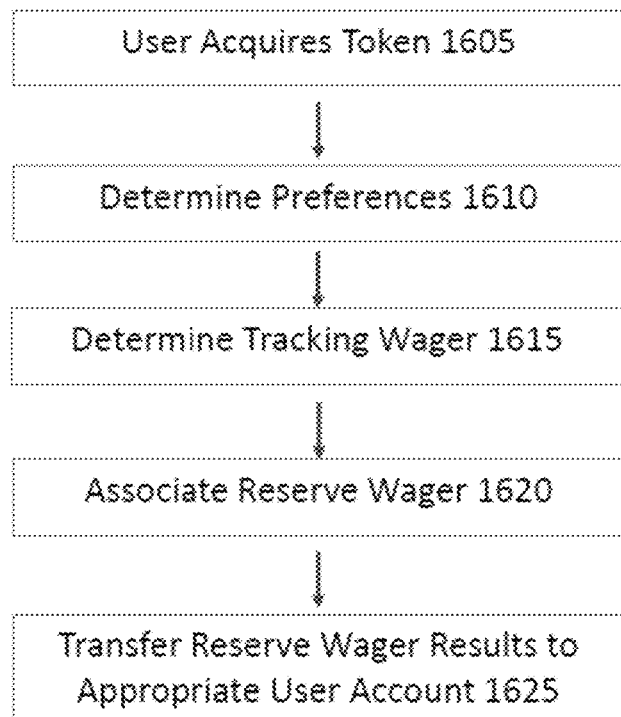 User Acquires Token 1605
Determine Preferences 1610
Determine Tracking Wager 1615
Associate Reserve Wager 1620
Transfer Reserve Wager Results to
Appropriate User Account 1625